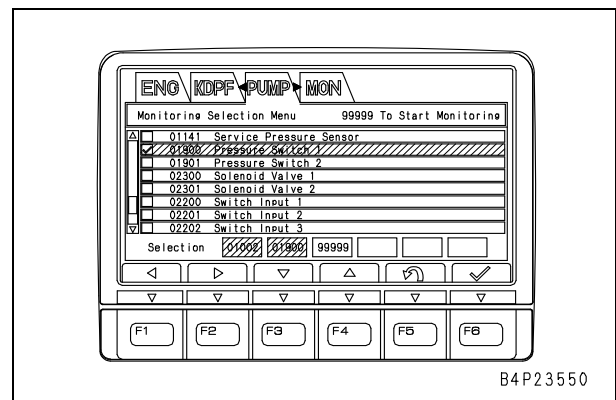 ENG KDPF PUMP MON
Monitoring Selection Menu 99999 To Start Monitoring
01141 Service Pressure Sensor
01900 Pressure Switch 1
01901 Pressure Switch 2
02300 Solenoid Valve 1
02301 Solenoid Valve 2
02200 Switch Input 1
02201 Switch Input 2
02202 Switch Input 3
Selection 01002 01900 99999
F1 F2 F3 F4 F5 F6
B4P23550